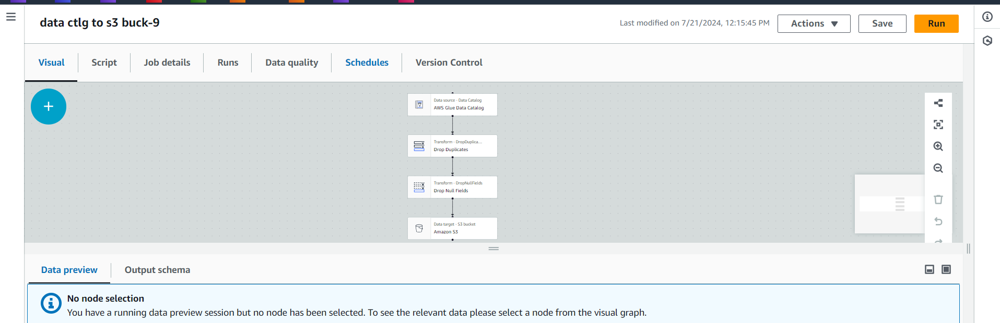 data ctlg to s3 buck-9
Last modified on 7/21/2024, 12:15:45 PM
Actions
Save
Run
Visual
Script
Job details
Runs
Data quality
Schedules
Version Control
Data source - Data Catalog
AWS Glue Data Catalog
Transform - DropDuplica...
Drop Duplicates
Transform - DropNullFields
Drop Null Fields
Data target - S3 bucket
Amazon S3
Data preview
Output schema
No node selection
You have a running data preview session but no node has been selected. To see the relevant data please select a node from the visual graph.